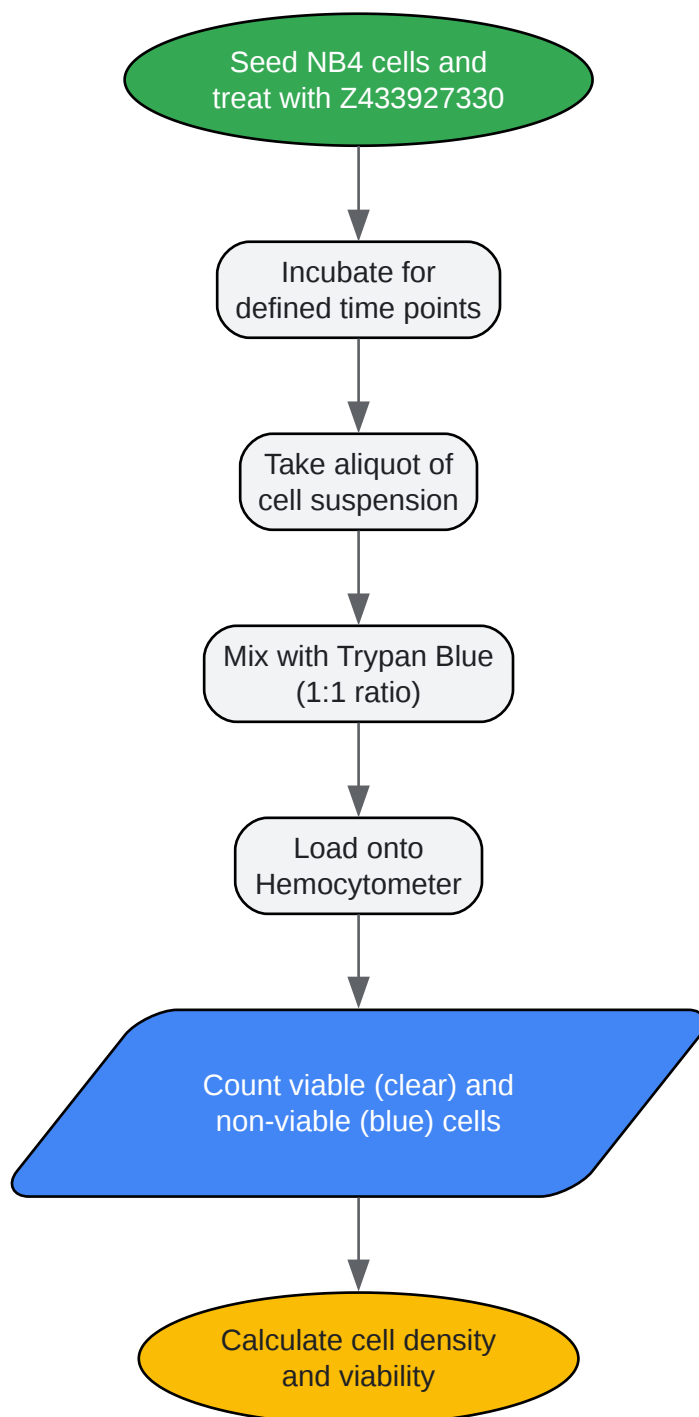 Seed NB4 cells and
treat with Z433927330
Incubate for
defined time points
Take aliquot of
cell suspension
Mix with Trypan Blue
(1:1 ratio)
Load onto
Hemocytometer
Count viable (clear) and
non-viable (blue) cells
Calculate cell density
and viability